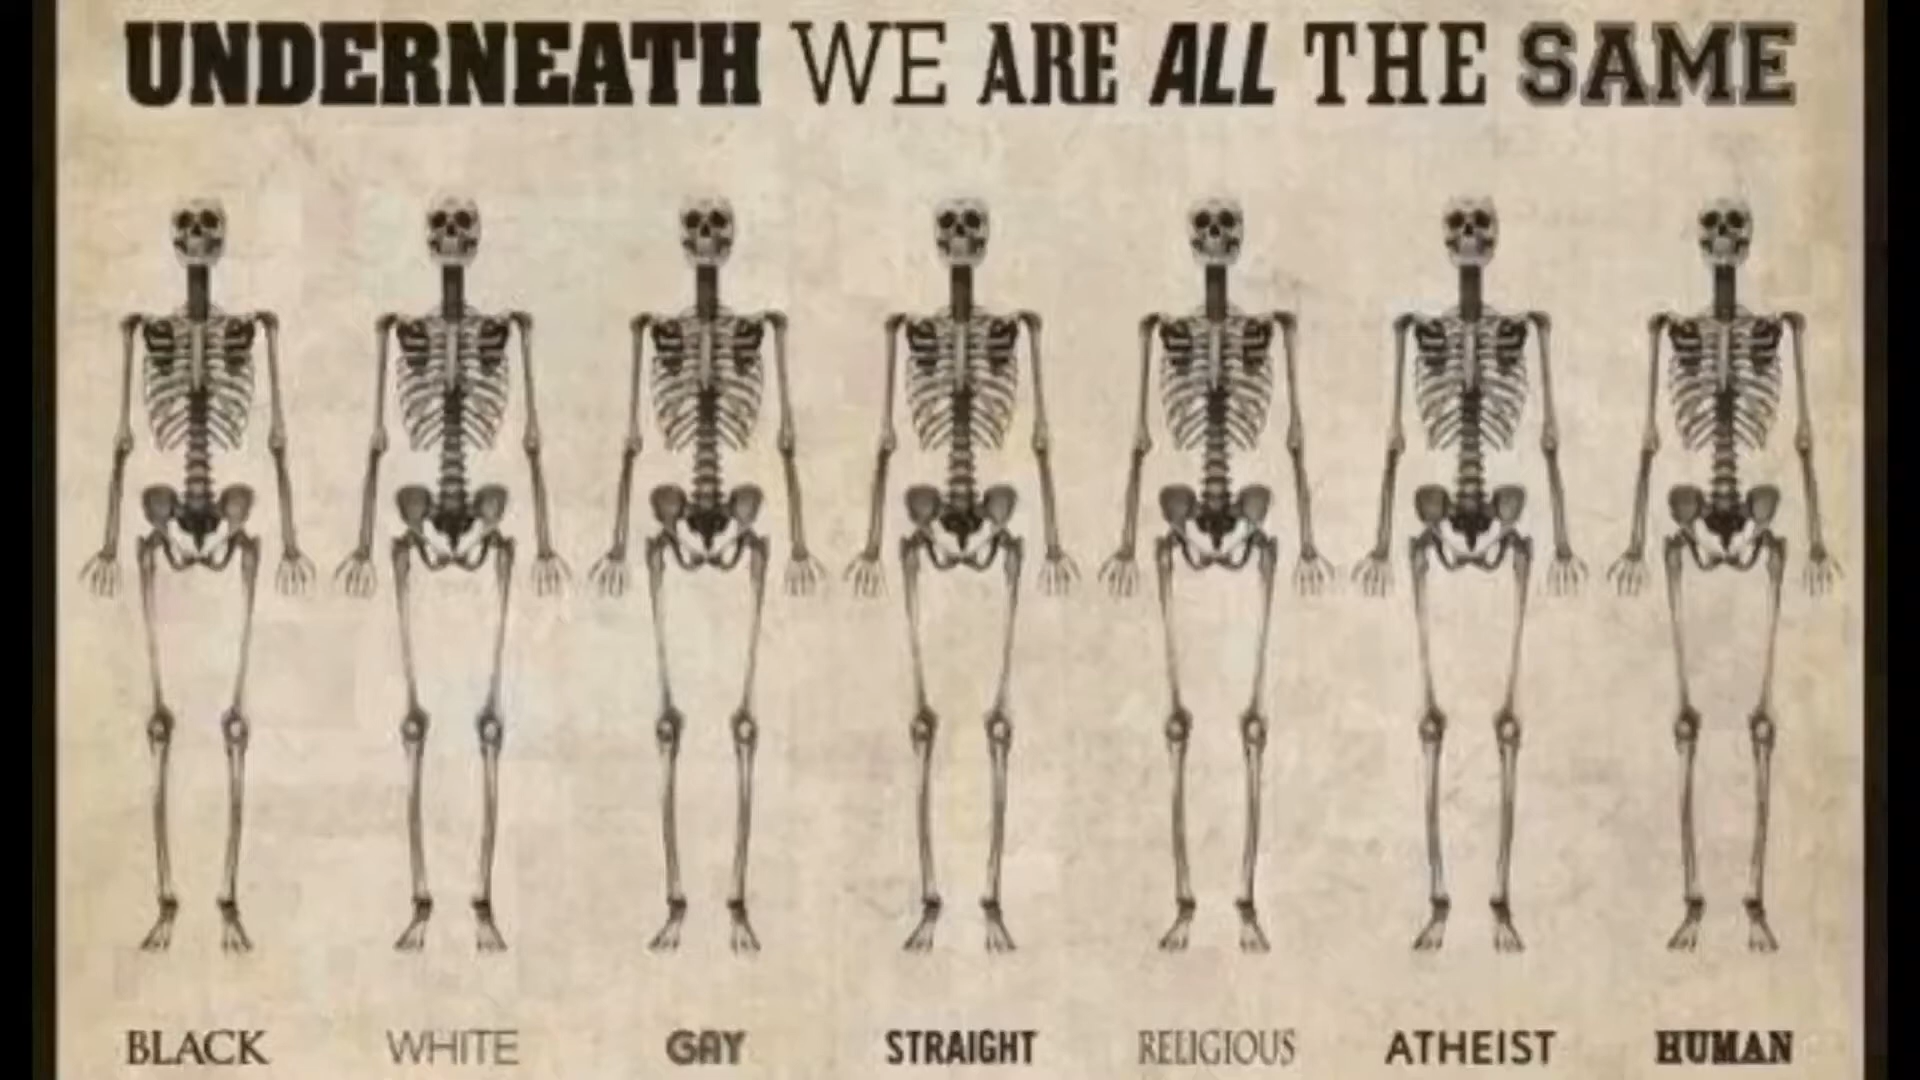 UNDERNEATH WE ARE ALL THE SAME
BLACK WHITE GAY STRAIGHT RELIGIOUS ATHEIST HUMAN